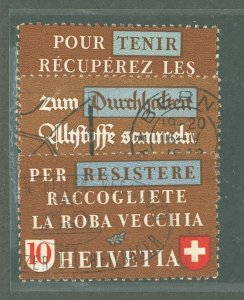 POUR TENIR
RÉCUPÉREZ LES
Zum Durchhalten
Altstoffe sammeln
PER RESISTERE
RACCOGLIETE
LA ROBA VECCHIA
10 HELVETIA